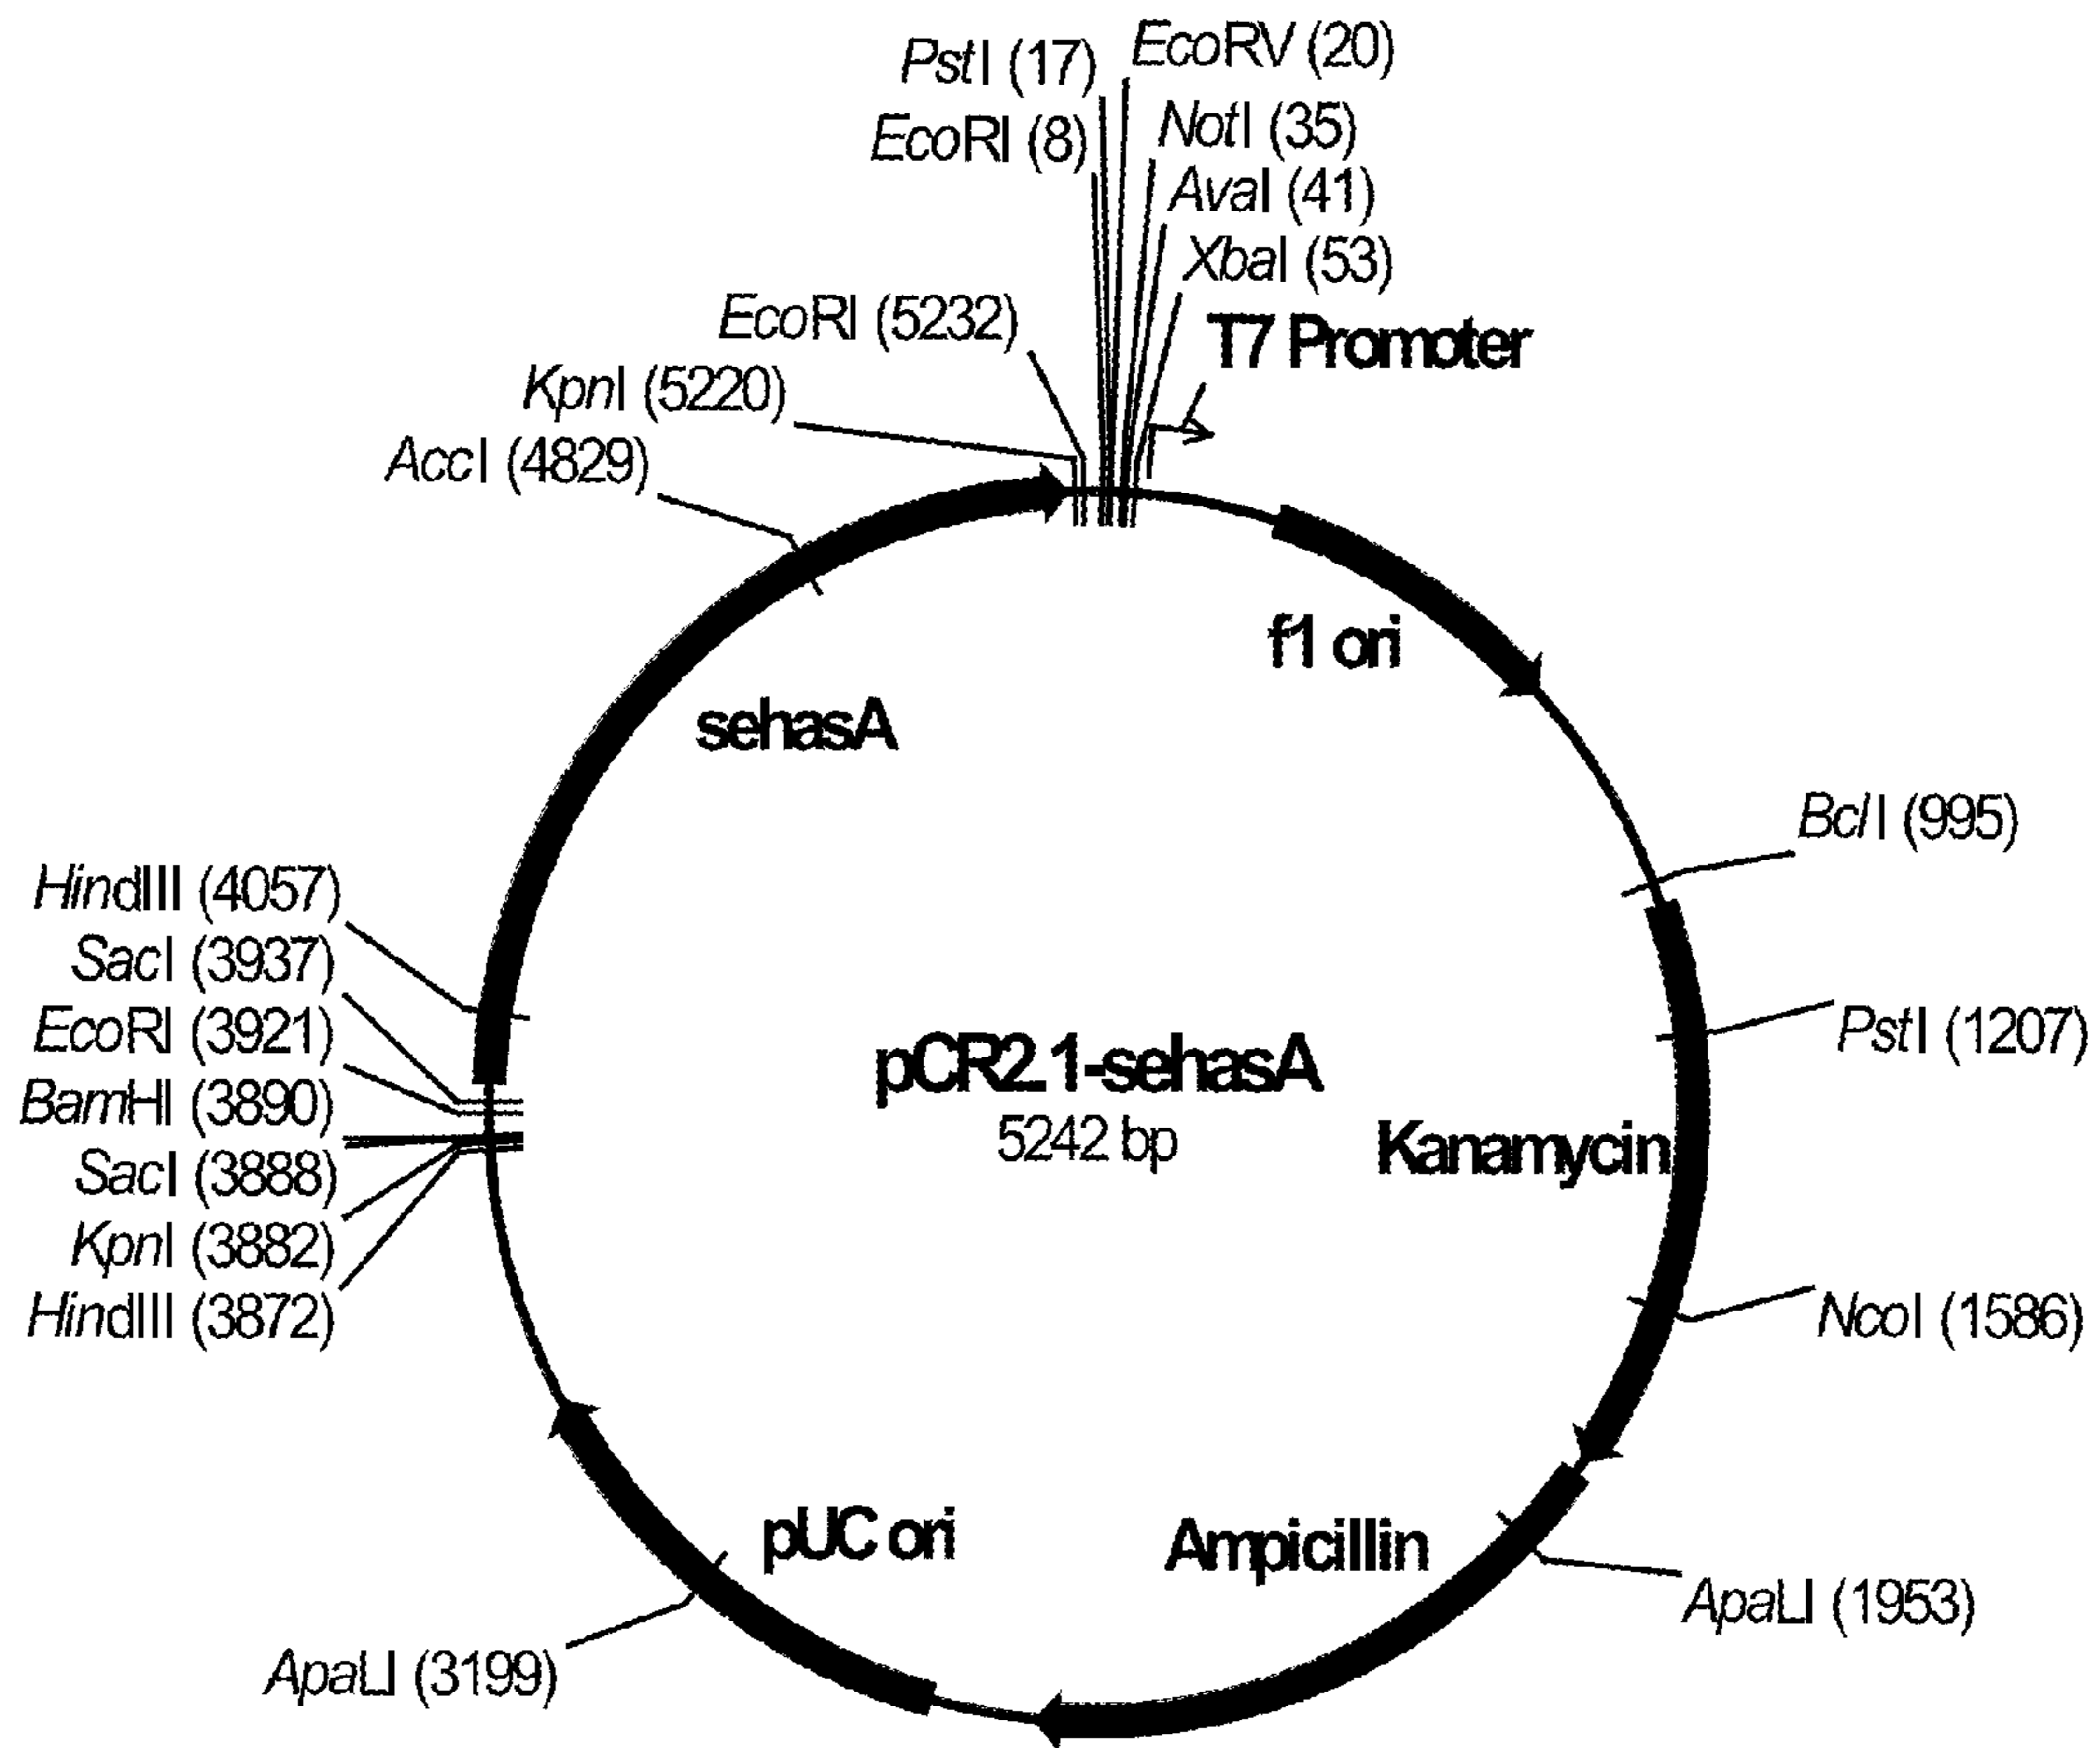 PstI (17)
EcoRV (20)
EcoRI (8)
NotI (35)
AvaI (41)
XbaI (53)
EcoRI (5232)
T7 Promoter
KpnI (5220)
AccI (4829)
f1 ori
sehasA
BclI (995)
HindIII (4057)
SacI (3937)
EcoRI (3921)
PstI (1207)
pCR2.1-sehasA
BamHI (3890)
5242 bp
Kanamycin
SacI (3888)
KpnI (3882)
HindIII (3872)
NcoI (1586)
pUC ori
Ampicillin
ApaLI (1953)
ApaLI (3199)